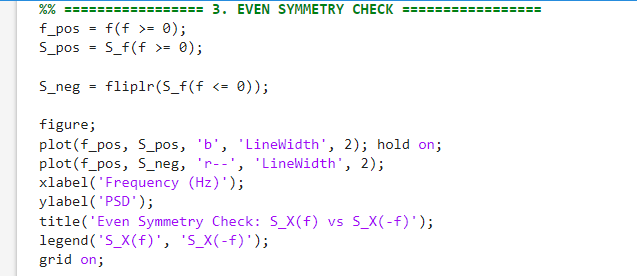 %% ================== 3. EVEN SYMMETRY CHECK ==================
f_pos = f(f >= 0);
S_pos = S_f(f >= 0);
S_neg = fliplr(S_f(f <= 0));
figure;
plot(f_pos, S_pos, 'b', 'LineWidth', 2); hold on;
plot(f_pos, S_neg, 'r--', 'LineWidth', 2);
xlabel('Frequency (Hz)');
ylabel('PSD');
title('Even Symmetry Check: S_X(f) vs S_X(-f)');
legend('S_X(f)', 'S_X(-f)');
grid on;